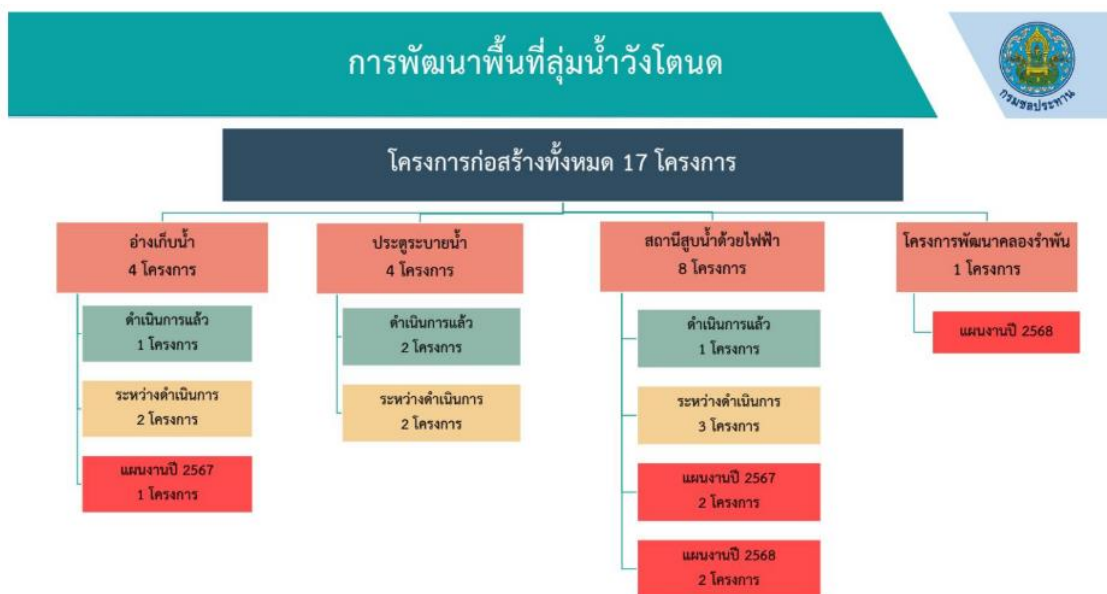 การพัฒนาพื้นที่ลุ่มน้ำวังโตนด
กรมชลประทาน
โครงการก่อสร้างทั้งหมด 17 โครงการ
อ่างเก็บน้ำ
4 โครงการ
ดำเนินการแล้ว
1 โครงการ
ระหว่างดำเนินการ
2 โครงการ
แผนงานปี 2567
1 โครงการ
ประตูระบายน้ำ
4 โครงการ
ดำเนินการแล้ว
2 โครงการ
ระหว่างดำเนินการ
2 โครงการ
สถานีสูบน้ำด้วยไฟฟ้า
8 โครงการ
ดำเนินการแล้ว
1 โครงการ
ระหว่างดำเนินการ
3 โครงการ
แผนงานปี 2567
2 โครงการ
แผนงานปี 2568
2 โครงการ
โครงการพัฒนาคลองรำพัน
1 โครงการ
แผนงานปี 2568